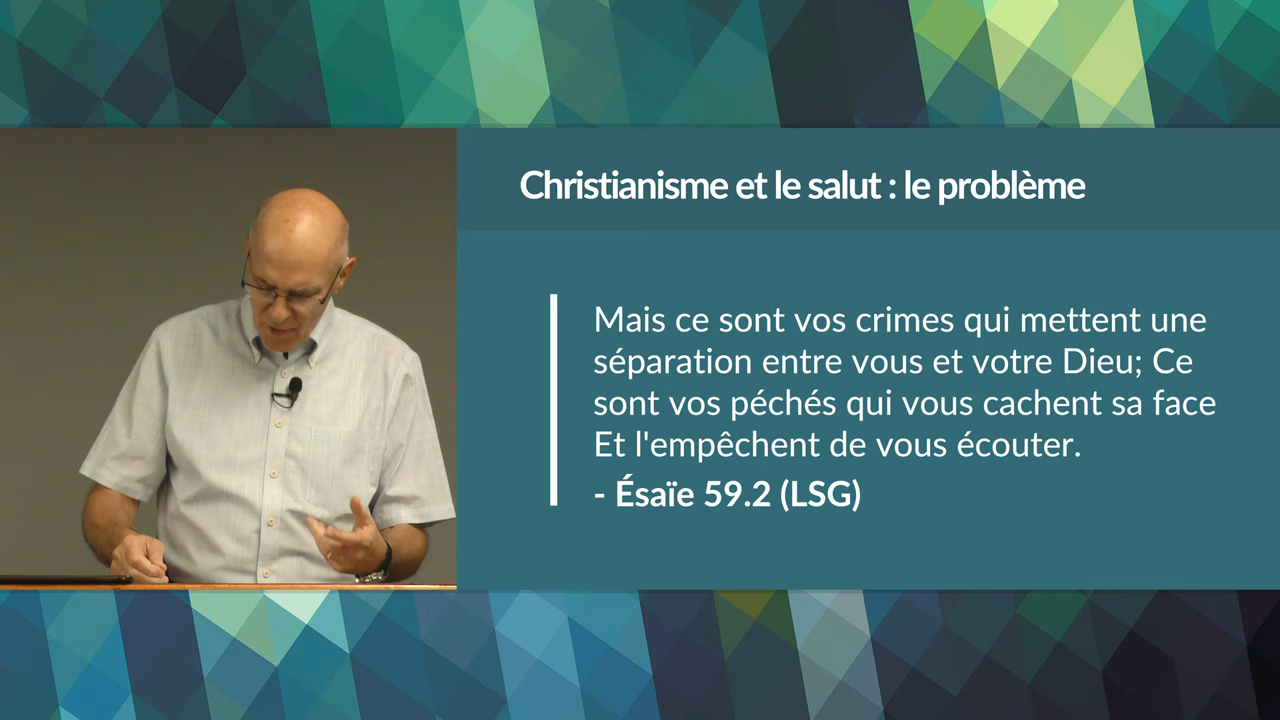 Christianisme et le salut : le problème
Mais ce sont vos crimes qui mettent une
séparation entre vous et votre Dieu; Ce
sont vos péchés qui vous cachent sa face
Et l'empêchent de vous écouter.
- Ésaïe 59.2 (LSG)